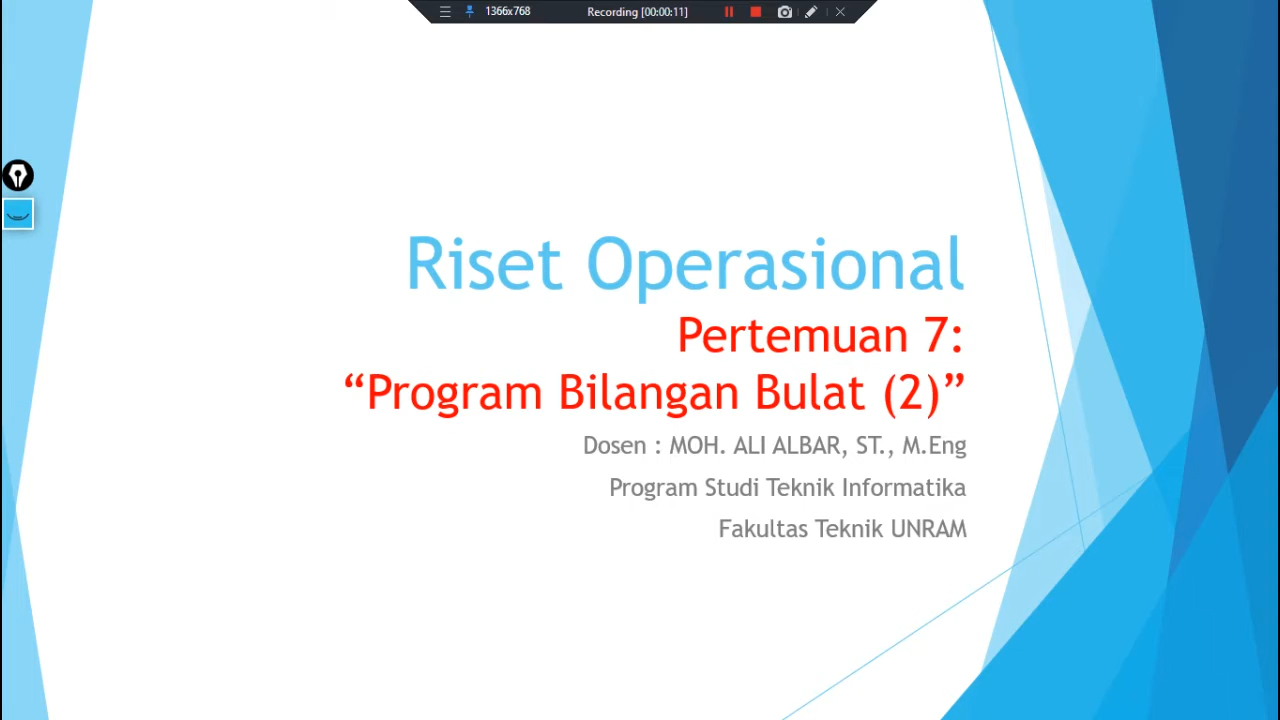 1366x768 Recording [00:00:11]
Riset Operasional
Pertemuan 7:
“Program Bilangan Bulat (2)”
Dosen : MOH. ALI ALBAR, ST., M.Eng
Program Studi Teknik Informatika
Fakultas Teknik UNRAM